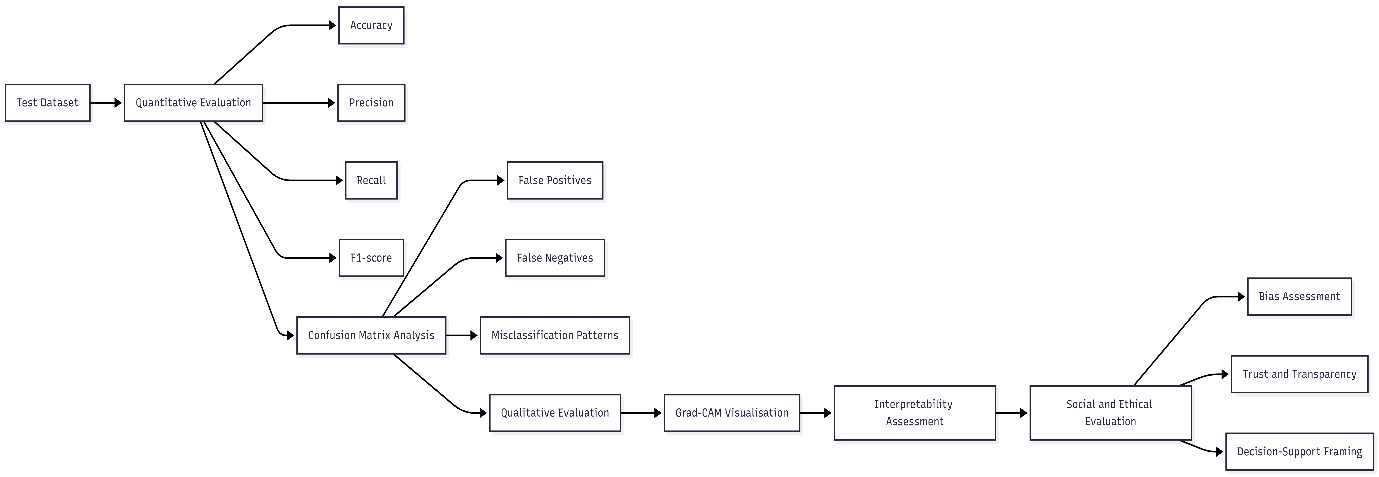 Accuracy
Test Dataset
Quantitative Evaluation
Precision
Recall
False Positives
F1-score
False Negatives
Confusion Matrix Analysis
Misclassification Patterns
Qualitative Evaluation
Grad-CAM Visualisation
Interpretability
Assessment
Social and Ethical
Evaluation
Bias Assessment
Trust and Transparency
Decision-Support Framing